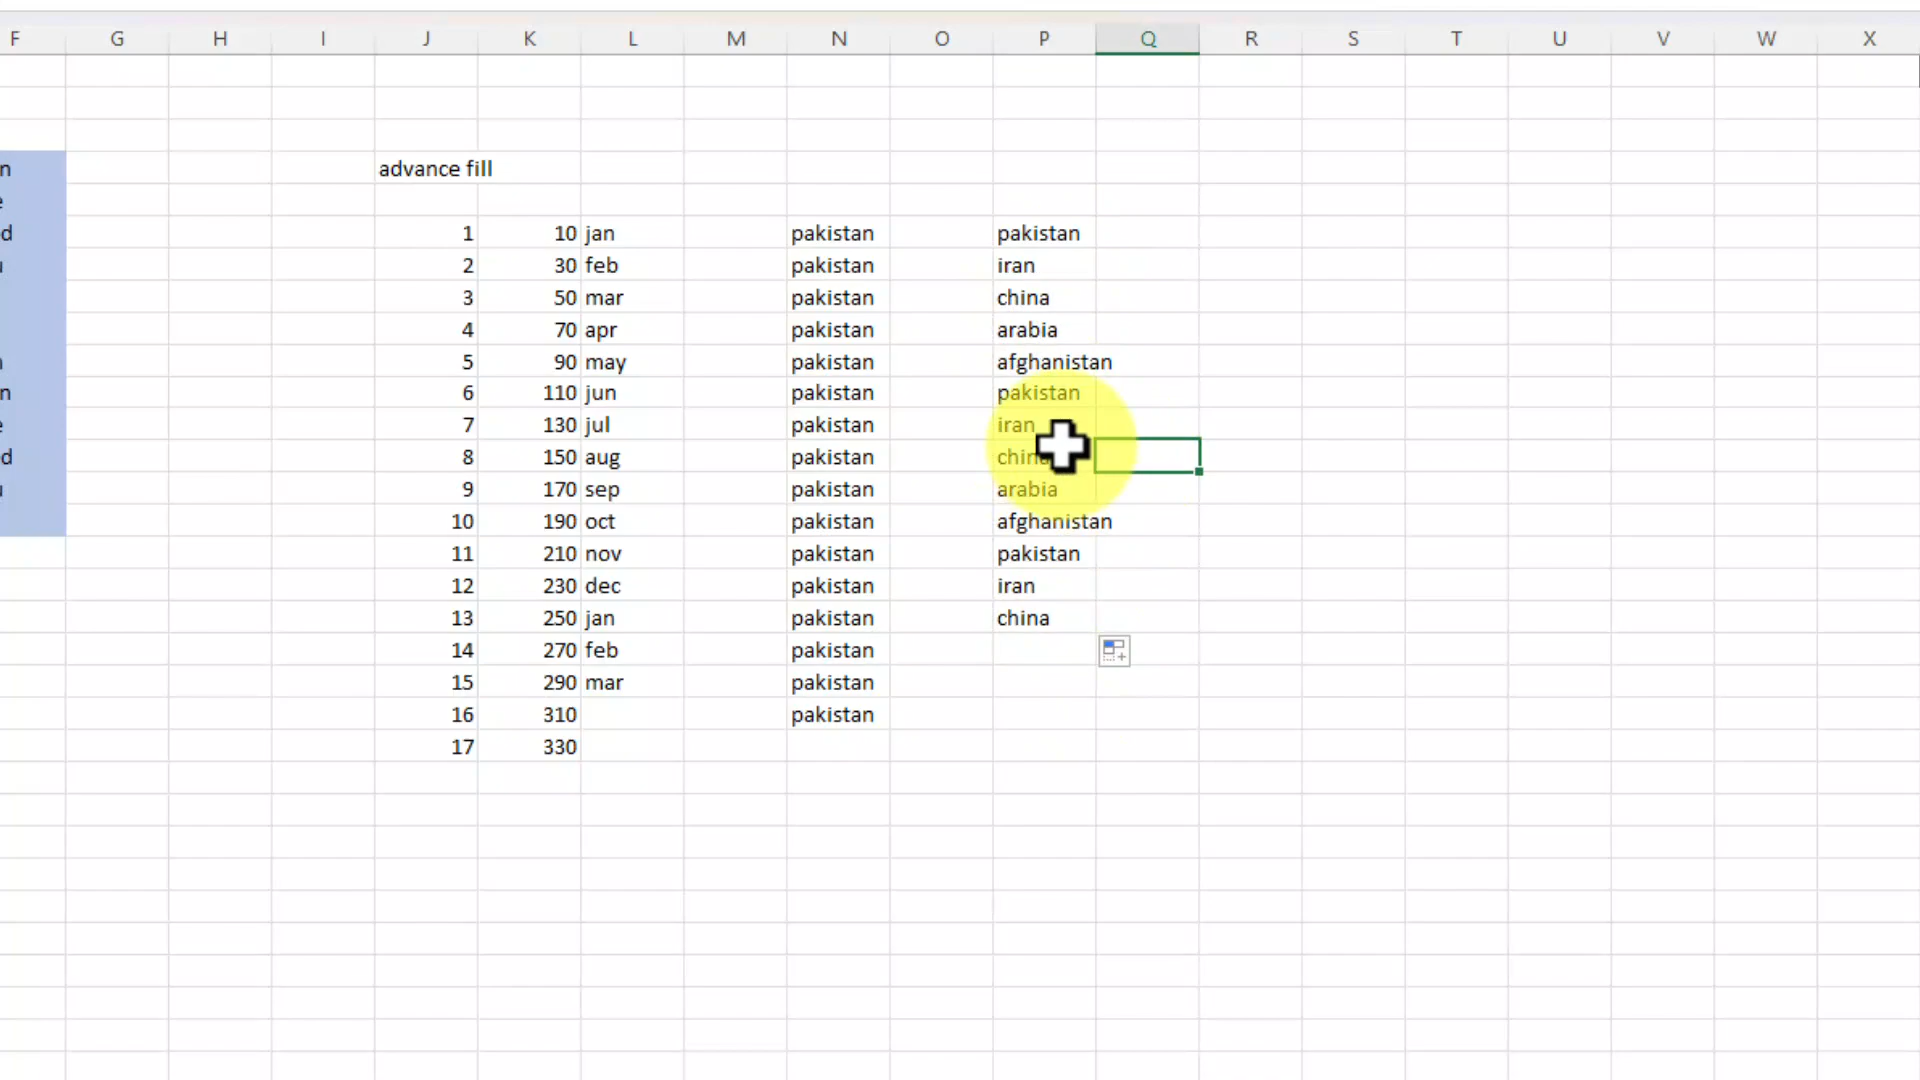 F G H I J K L M N O P Q R S T U V W X
n advance fill
e
d 1 10 jan pakistan pakistan
2 30 feb pakistan iran
3 50 mar pakistan china
4 70 apr pakistan arabia
5 90 may pakistan afghanistan
n 6 110 jun pakistan pakistan
e 7 130 jul pakistan iran
d 8 150 aug pakistan china
9 170 sep pakistan arabia
10 190 oct pakistan afghanistan
11 210 nov pakistan pakistan
12 230 dec pakistan iran
13 250 jan pakistan china
14 270 feb pakistan
15 290 mar pakistan
16 310 pakistan
17 330